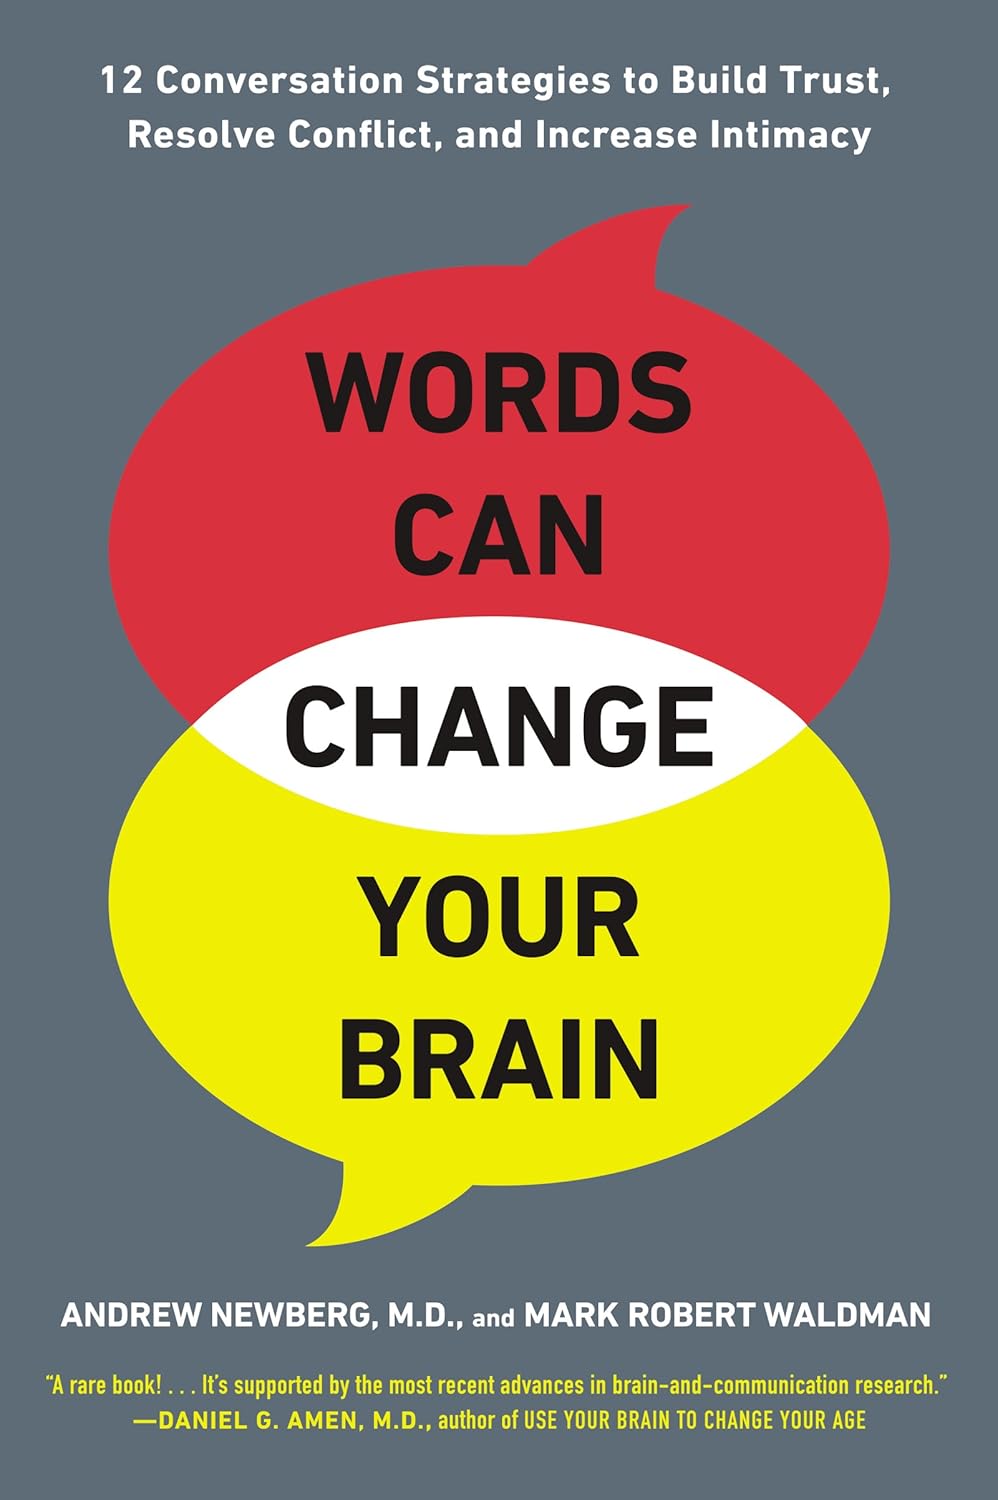 12 Conversation Strategies to Build Trust,
Resolve Conflict, and Increase Intimacy
WORDS
CAN
CHANGE
YOUR
BRAIN
ANDREW NEWBERG, M.D., and MARK ROBERT WALDMAN
“A rare book! . . . It’s supported by the most recent advances in brain-and-communication research.”
—DANIEL G. AMEN, M.D., author of USE YOUR BRAIN TO CHANGE YOUR AGE